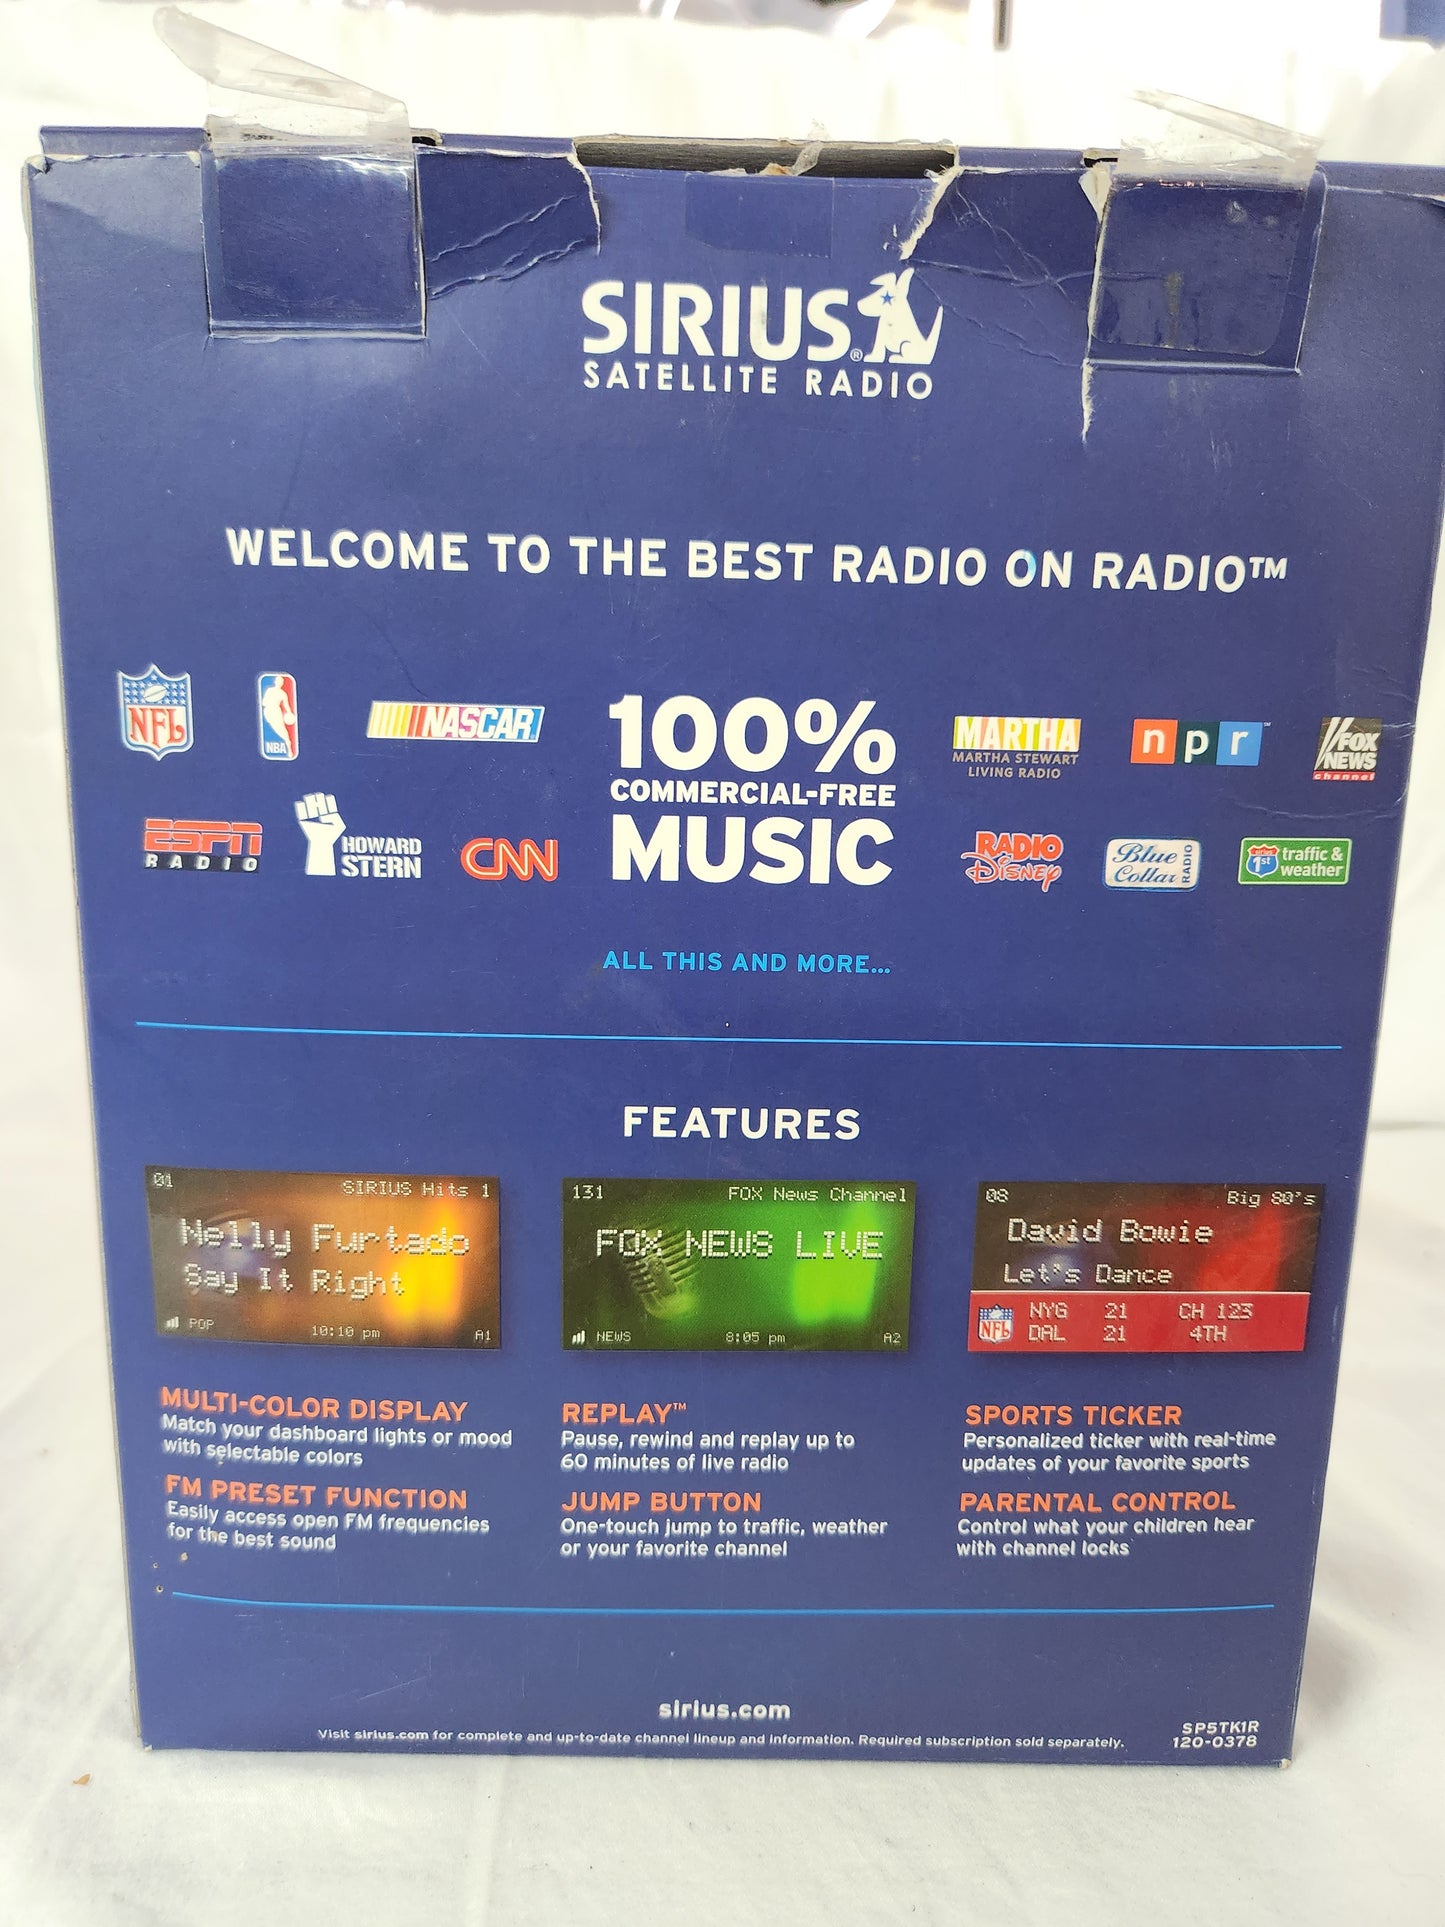 SIRIUS®
SATELLITE RADIO
WELCOME TO THE BEST RADIO ON RADIO™
NFL
NBA
NASCAR
100%
COMMERCIAL-FREE
MUSIC
MARTHA
MARTHA STEWART
LIVING RADIO
npr
FOX
NEWS
channel
ESPN
RADIO
HOWARD
STERN
CNN
RADIO
DISNEY
Blue
Collar
RADIO
sirius
1st
traffic &
weather
ALL THIS AND MORE...
FEATURES
01 SIRIUS Hits 1
Nelly Furtado
Say It Right
POP 10:10 pm A1
131 FOX News Channel
FOX NEWS LIVE
NEWS 8:05 pm A2
08 Big 80's
David Bowie
Let's Dance
NFL
NYG 21 CH 123
DAL 21 4TH
MULTI-COLOR DISPLAY
Match your dashboard lights or mood
with selectable colors
FM PRESET FUNCTION
Easily access open FM frequencies
for the best sound
REPLAY™
Pause, rewind and replay up to
60 minutes of live radio
JUMP BUTTON
One-touch jump to traffic, weather
or your favorite channel
SPORTS TICKER
Personalized ticker with real-time
updates of your favorite sports
PARENTAL CONTROL
Control what your children hear
with channel locks
sirius.com
Visit sirius.com for complete and up-to-date channel lineup and information. Required subscription sold separately.
SP5TK1R
120-0378